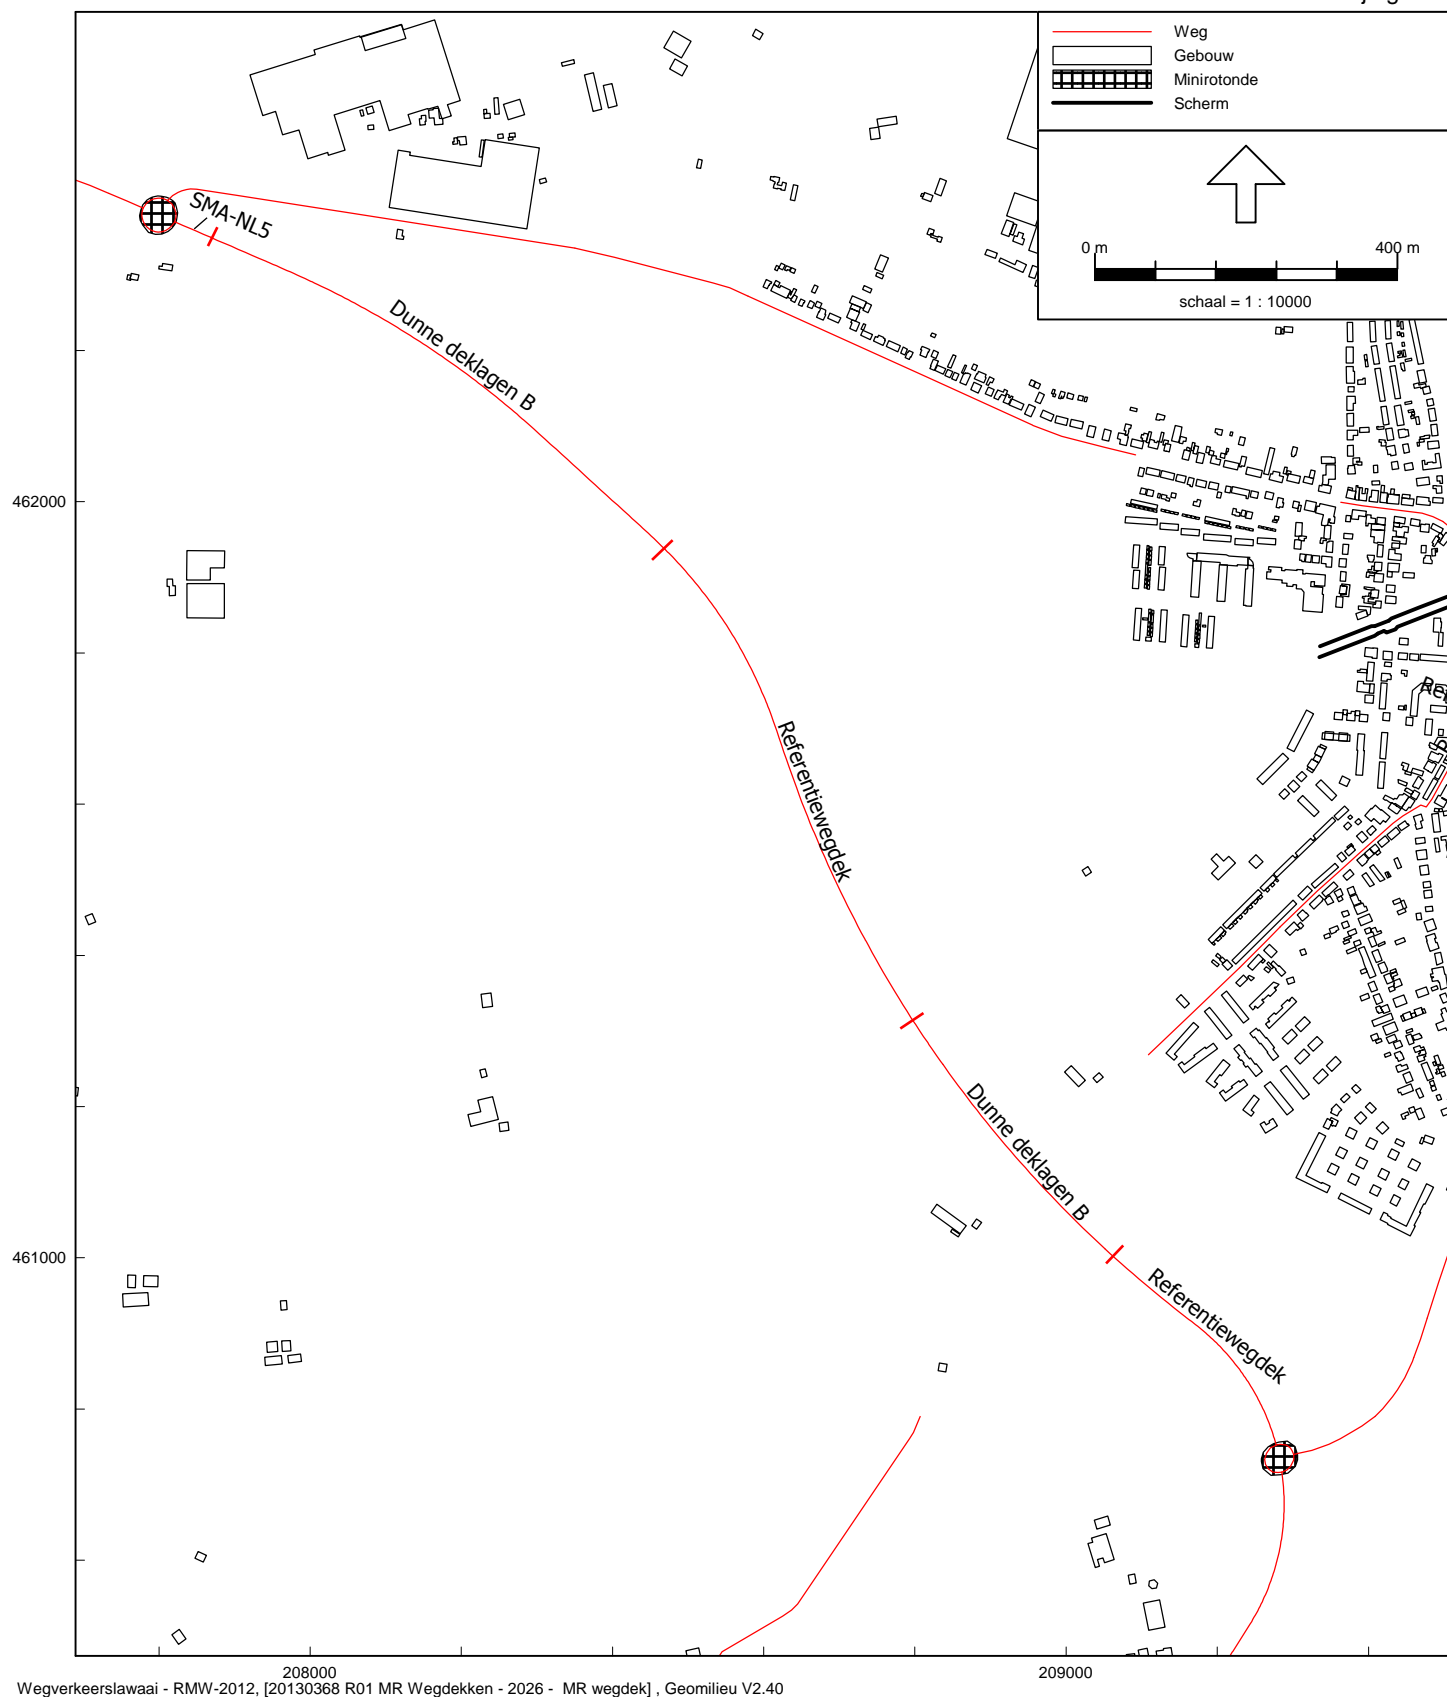 Weg
Gebouw
Minirotonde
Scherm
0 m
400 m
schaal = 1 : 10000
SMA-NL5
Dunne deklagen B
462000
Referentiewegdek
Dunne deklagen B
461000
Referentiewegdek
208000
209000
Wegverkeerslawaai - RMW-2012, [20130368 R01 MR Wegdekken - 2026 -  MR wegdek] , Geomilieu V2.40